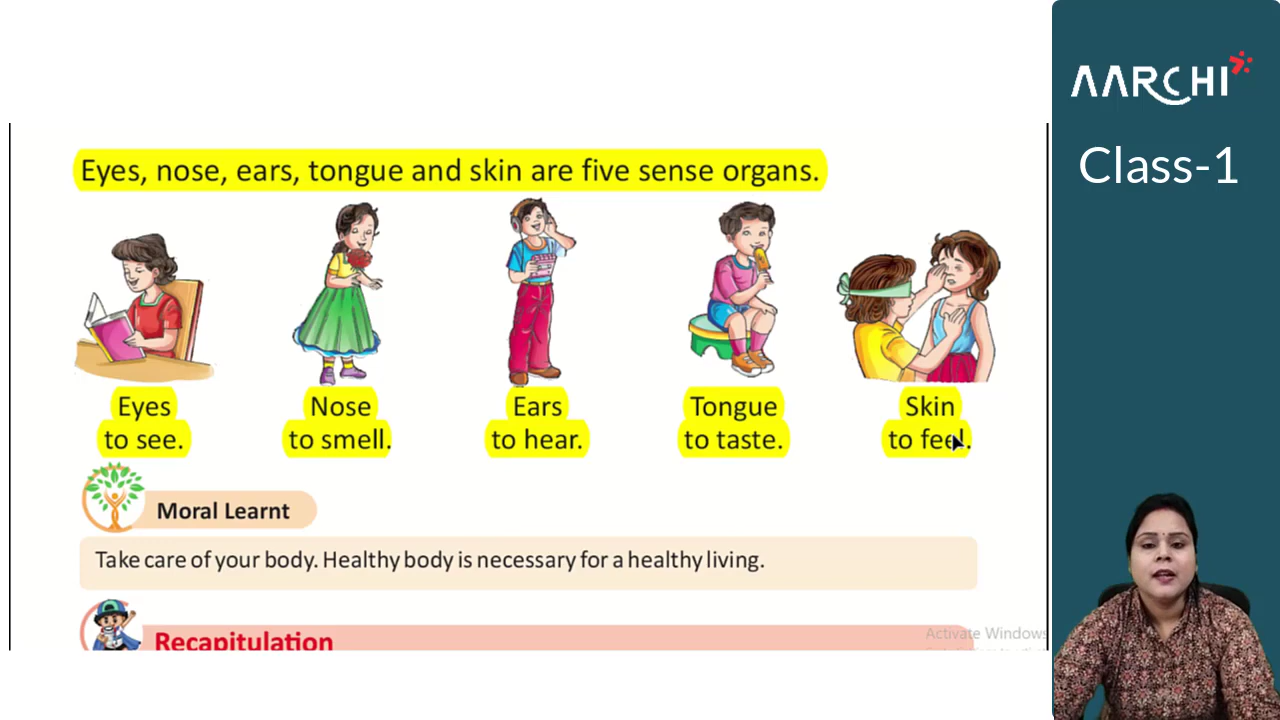 AARCHI
Class-1
Eyes, nose, ears, tongue and skin are five sense organs.
Eyes
to see.
Nose
to smell.
Ears
to hear.
Tongue
to taste.
Skin
to feel.
Moral Learnt
Take care of your body. Healthy body is necessary for a healthy living.
Recapitulation
Activate Windows